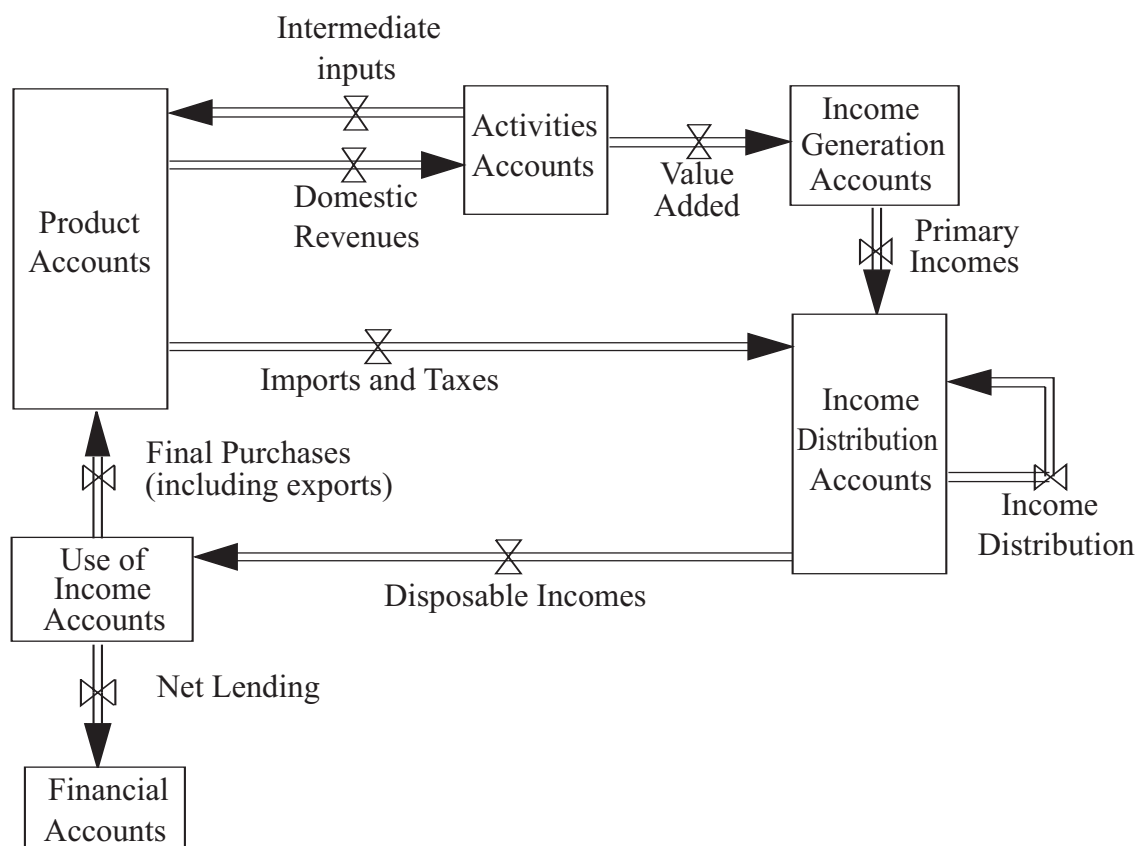 Intermediate
inputs
Activities
Accounts
Income
Generation
Accounts
Value
Added
Domestic
Revenues
Product
Accounts
Primary
Incomes
Imports and Taxes
Income
Distribution
Accounts
Final Purchases
(including exports)
Income
Distribution
Use of
Income
Accounts
Disposable Incomes
Net Lending
Financial
Accounts